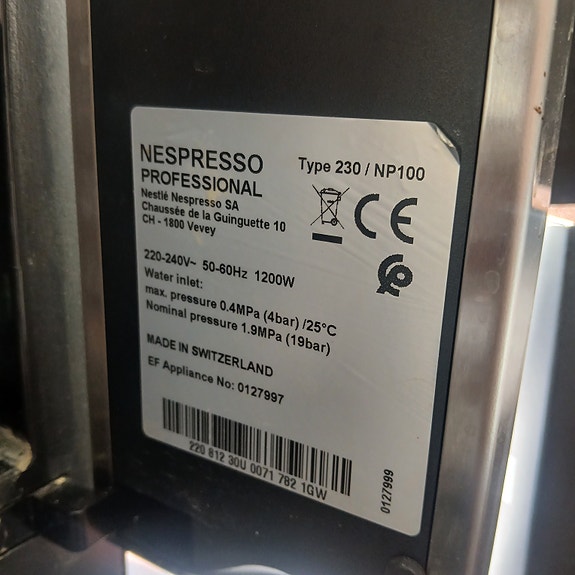 NESPRESSO
PROFESSIONAL
Nestlé Nespresso SA
Chaussée de la Guinguette 10
CH - 1800 Vevey
Type 230 / NP100
CE
220-240V~ 50-60Hz 1200W
Water inlet:
max. pressure 0.4MPa (4bar) /25°C
Nominal pressure 1.9MPa (19bar)
MADE IN SWITZERLAND
EF Appliance No: 0127997
220 812 30U 0071 782 1GW
0127999